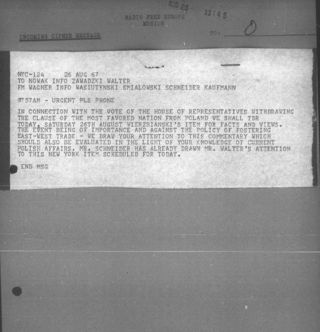 RADIO FREE EUROPE
MUNICH
INCOMING CIPHER MESSAGE
NYC-124 26 AUG 67
TO NOWAK INFO ZAWADZKI WALTER
FM WAGNER INFO WASIUTYNSKI SMIALOWSKI SCHNEIDER KAUFMANN
URGENT PLS PHONE
IN CONNECTION WITH THE VOTE OF THE HOUSE OF REPRESENTATIVES WITHDRAWING
THE CLAUSE OF THE MOST FAVORED NATION FROM POLAND WE SHALL
TODAY, SATURDAY 26TH AUGUST WIERZBIANSKI'S ITEM FOR FACTS AND VIEWS.
THE EVENT BEING OF IMPORTANCE AND AGAINST THE POLICY OF FOSTERING
EAST-WEST TRADE - WE DRAW YOUR ATTENTION TO THIS COMMENTARY WHICH
SHOULD ALSO BE EVALUATED IN THE LIGHT OF YOUR KNOWLEDGE OF CURRENT
POLISH AFFAIRS. MR. SCHNEIDER HAS ALREADY DRAWN MR. WALTER'S ATTENTION
TO THIS NEW YORK ITEM SCHEDULED FOR TODAY.
END MSG